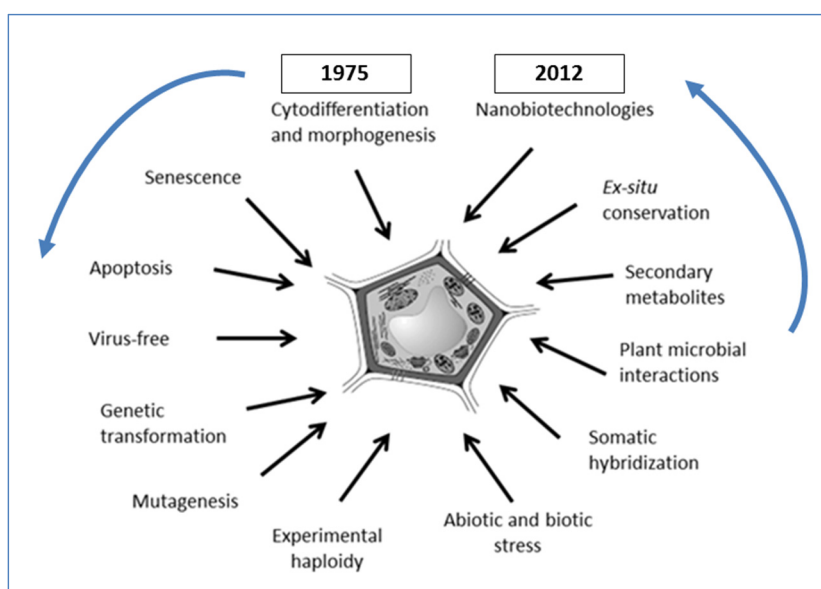 1975
2012
Cytodifferentiation
and morphogenesis
Nanobiotechnologies
Senescence
Ex-situ
conservation
Apoptosis
Secondary
metabolites
Virus-free
Plant microbial
interactions
Genetic
transformation
Somatic
hybridization
Mutagenesis
Experimental
haploidy
Abiotic and biotic
stress